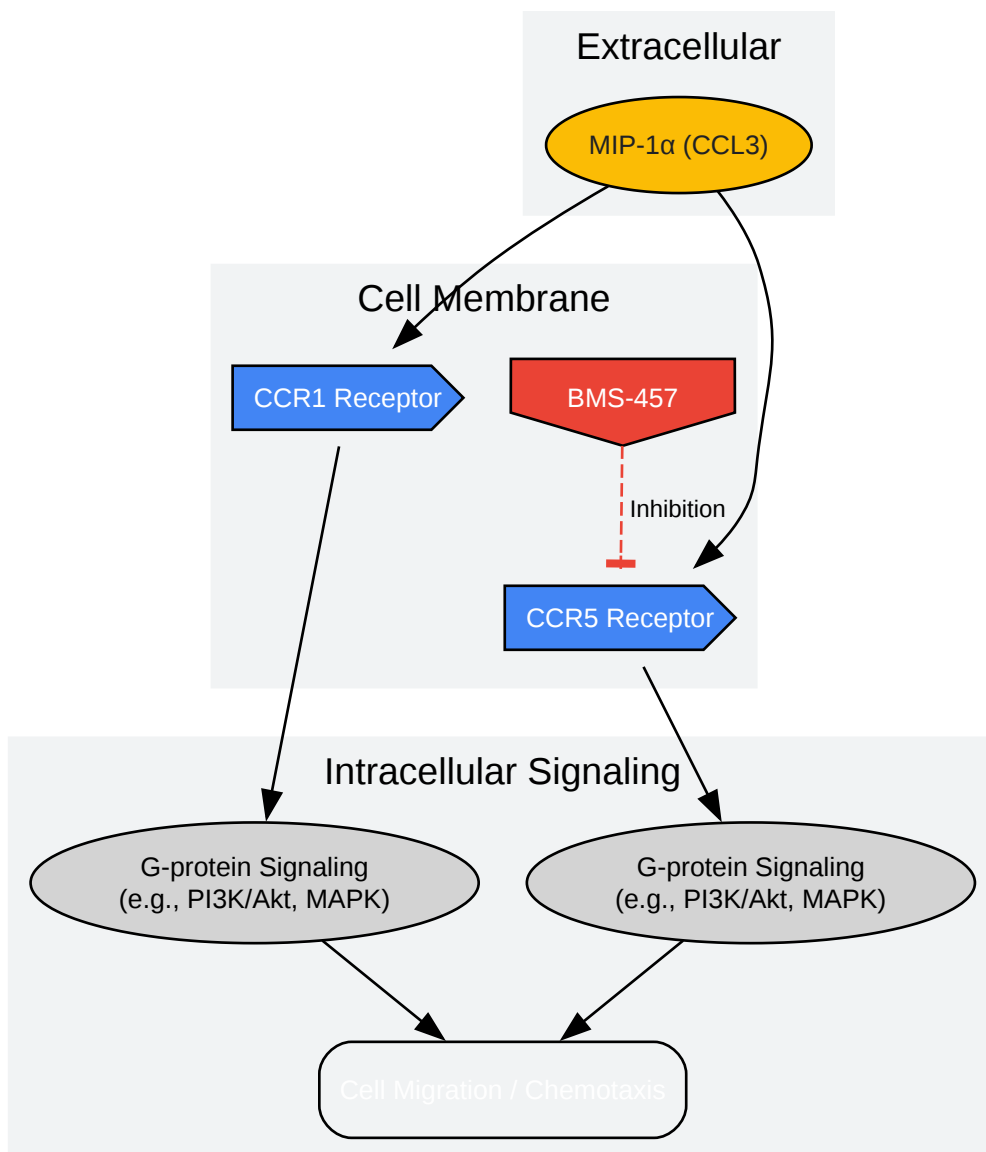 Extracellular
MIP-1α (CCL3)
Cell Membrane
CCR1 Receptor
BMS-457
Inhibition
CCR5 Receptor
Intracellular Signaling
G-protein Signaling
(e.g., PI3K/Akt, MAPK)
G-protein Signaling
(e.g., PI3K/Akt, MAPK)
Cell Migration / Chemotaxis